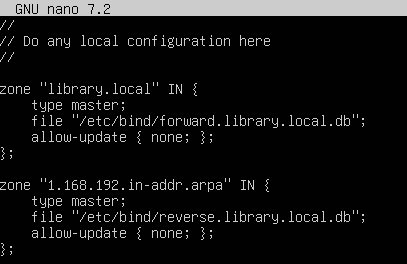 GNU nano 7.2
//
// Do any local configuration here
//
zone "library.local" IN {
type master;
file "/etc/bind/forward.library.local.db";
allow-update { none; };
};
zone "1.168.192.in-addr.arpa" IN {
type master;
file "/etc/bind/reverse.library.local.db";
allow-update { none; };
};